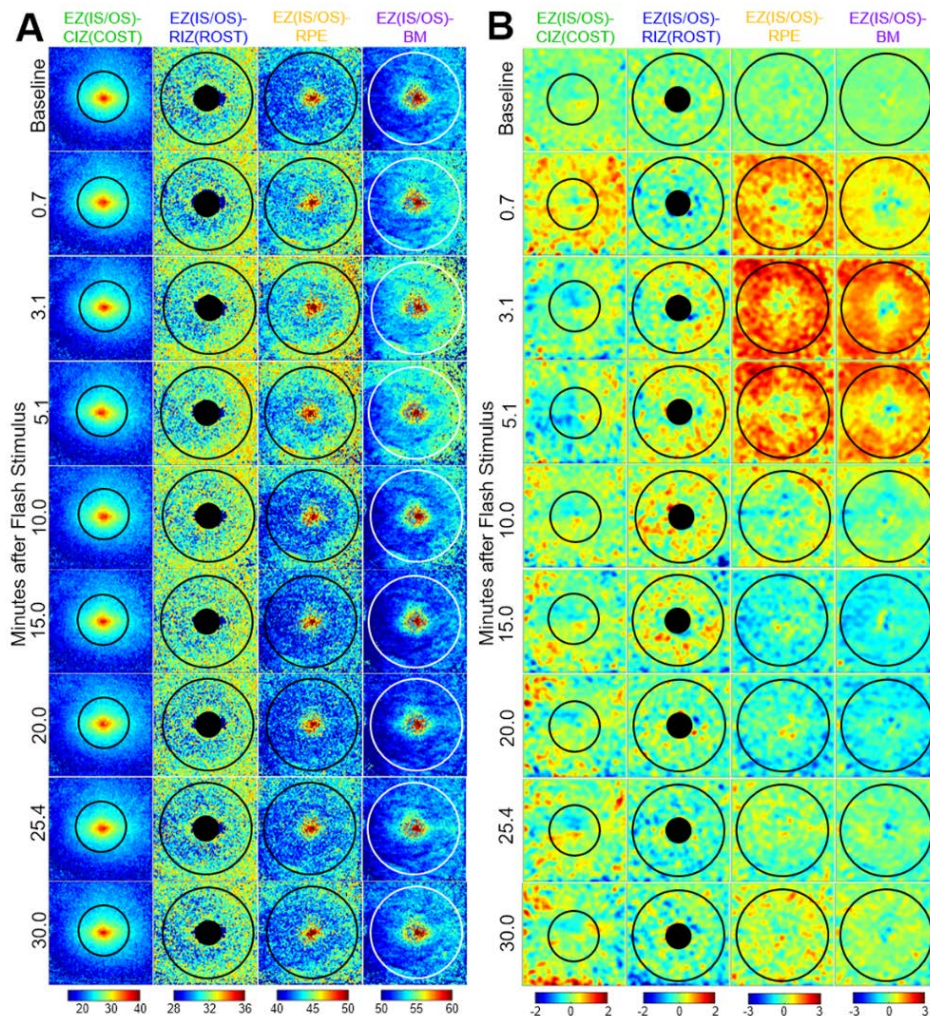 A
EZ(IS/OS)-
CIZ(COST)
EZ(IS/OS)-
RIZ(ROST)
EZ(IS/OS)-
RPE
EZ(IS/OS)-
BM
Minutes after Flash Stimulus
Baseline
0.7
3.1
5.1
10.0
15.0
20.0
25.4
30.0
20 30 40
28 32 36
40 45 50
50 55 60
B
EZ(IS/OS)-
CIZ(COST)
EZ(IS/OS)-
RIZ(ROST)
EZ(IS/OS)-
RPE
EZ(IS/OS)-
BM
Minutes after Flash Stimulus
Baseline
0.7
3.1
5.1
10.0
15.0
20.0
25.4
30.0
-2 0 2
-2 0 2
-3 0 3
-3 0 3